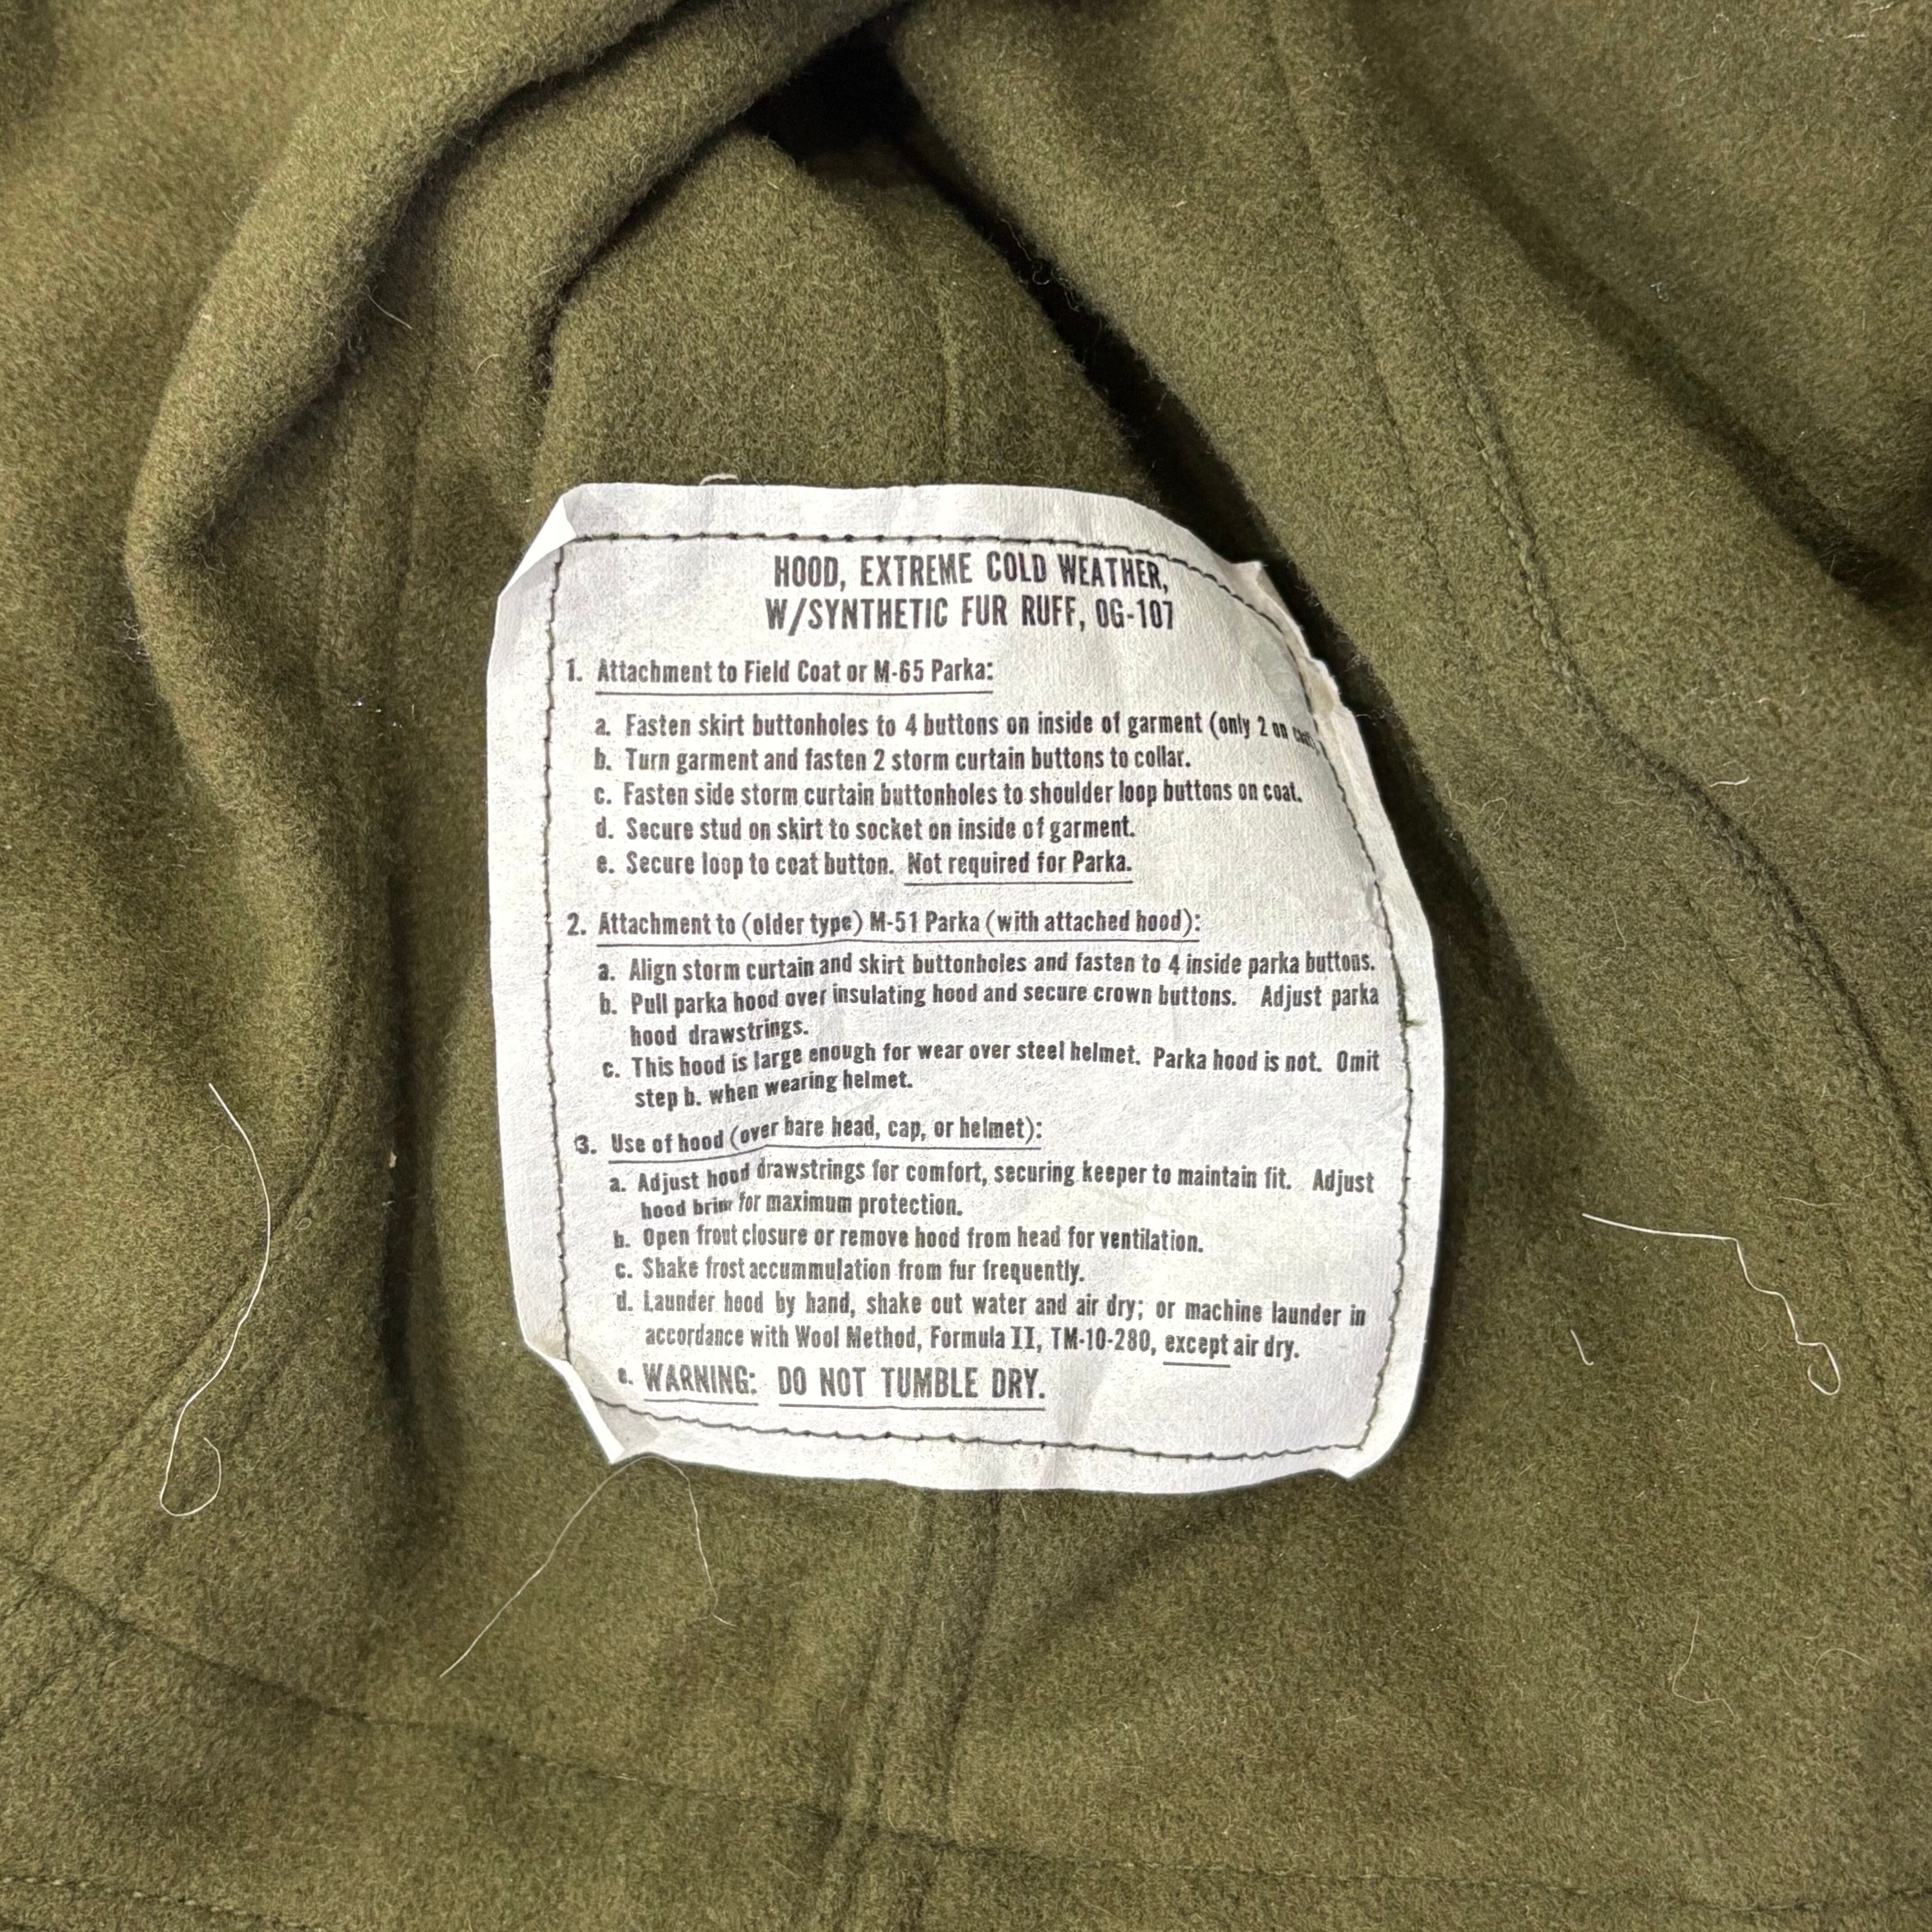 HOOD, EXTREME COLD WEATHER,
W/SYNTHETIC FUR RUFF, OG-107
1. Attachment to Field Coat or M-65 Parka:
a. Fasten skirt buttonholes to 4 buttons on inside of garment (only 2 on
b. Turn garment and fasten 2 storm curtain buttons to collar.
c. Fasten side storm curtain buttonholes to shoulder loop buttons on coat.
d. Secure stud on skirt to socket on inside of garment.
e. Secure loop to coat button. Not required for Parka.
2. Attachment to (older type) M-51 Parka (with attached hood):
a. Align storm curtain and skirt buttonholes and fasten to 4 inside parka buttons.
b. Pull parka hood over insulating hood and secure crown buttons. Adjust parka
hood drawstrings.
c. This hood is large enough for wear over steel helmet. Parka hood is not. Omit
step b. when wearing helmet.
3. Use of hood (over bare head, cap, or helmet):
a. Adjust hood drawstrings for comfort, securing keeper to maintain fit. Adjust
hood brim for maximum protection.
b. Open front closure or remove hood from head for ventilation.
c. Shake frost accummulation from fur frequently.
d. Launder hood by hand, shake out water and air dry; or machine launder in
accordance with Wool Method, Formula II, TM-10-280, except air dry.
e. WARNING: DO NOT TUMBLE DRY.